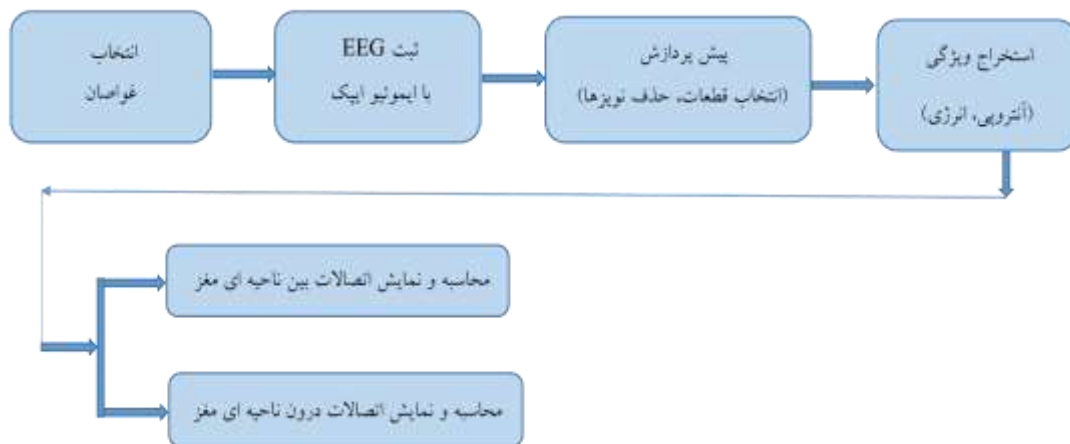 انتخاب
غواصان
ثبت EEG
با ایموتیو اپیک
پیش پردازش
(انتخاب قطعات، حذف نویزها)
استخراج ویژگی
(آنتروپی، انرژی)
محاسبه و نمایش اتصالات بین ناحیه ای مغز
محاسبه و نمایش اتصالات درون ناحیه ای مغز